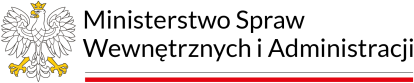 Ministerstwo Spraw
Wewnętrznych i Administracji